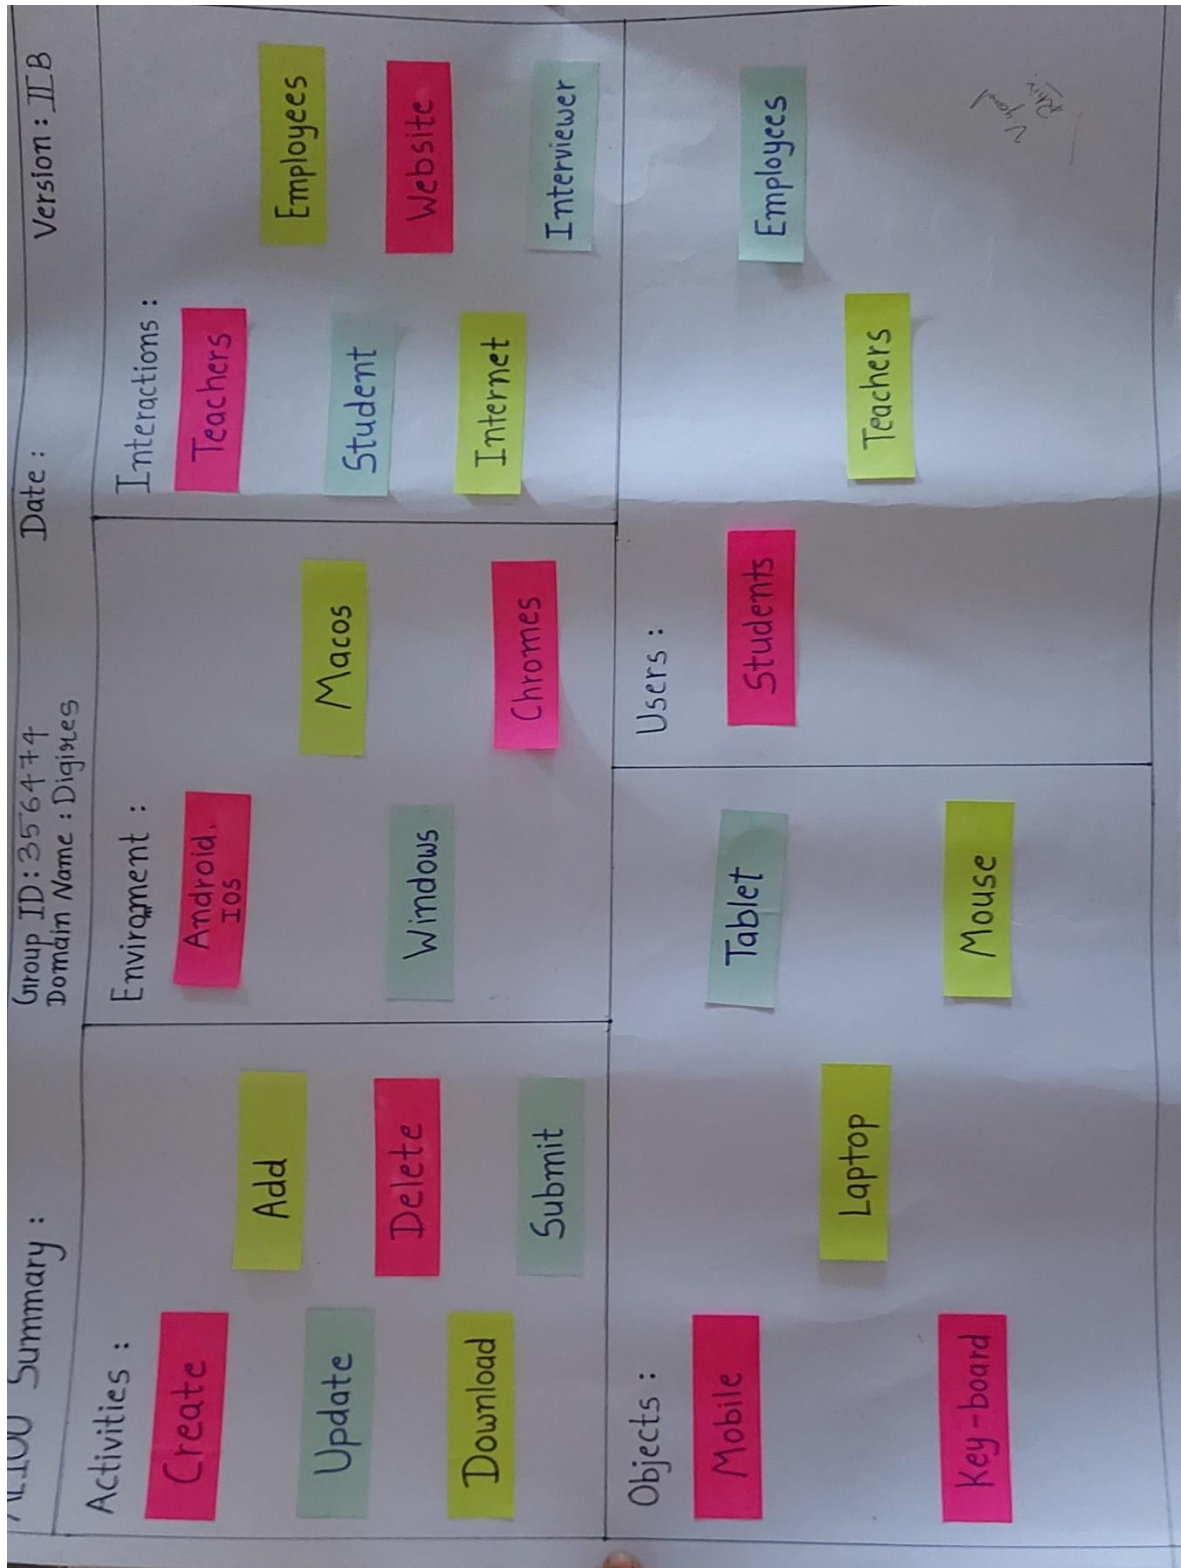 Summary :
Group ID: 356474
Date :
Version : IIB
Domain Name : Digires
Activities :
Create
Add
Update
Delete
Download
Submit
Enviroment :
Android,
IOS
Macos
Windows
Chromes
Interactions :
Teachers
Employees
Student
Website
Internet
Interviewer
Objects :
Mobile
Tablet
Laptop
Key-board
Mouse
Users :
Students
Employees
Teachers